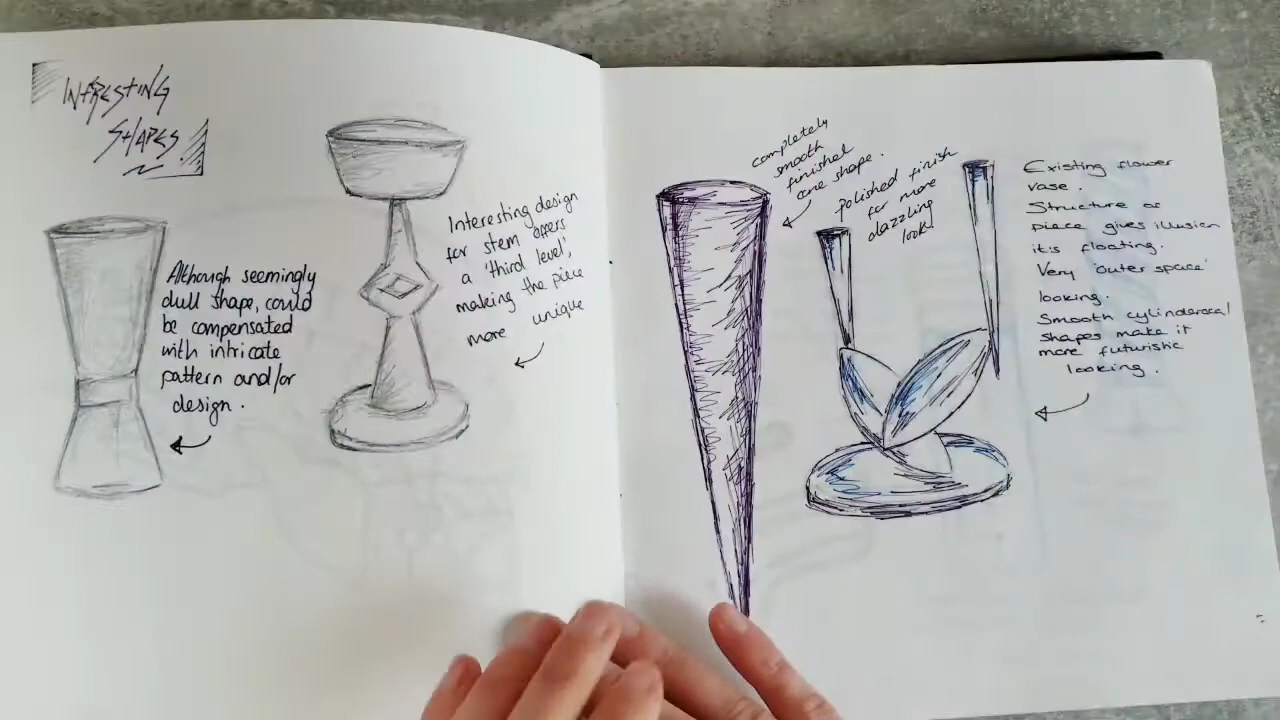 INTRESTING
SHAPES.
Although seemingly
dull shape, could
be compensated
with intricate
pattern and/or
design.
Interesting design
for stem offers
a 'third level',
making the piece
more unique
completely
smooth
finished
cone shape.
polished finish
for more
dazzling
look!
Existing flower
vase.
Structure of
piece gives illusion
it's floating.
Very 'outer space'
looking.
Smooth cylinderacal
shapes make it
more futuristic
looking.